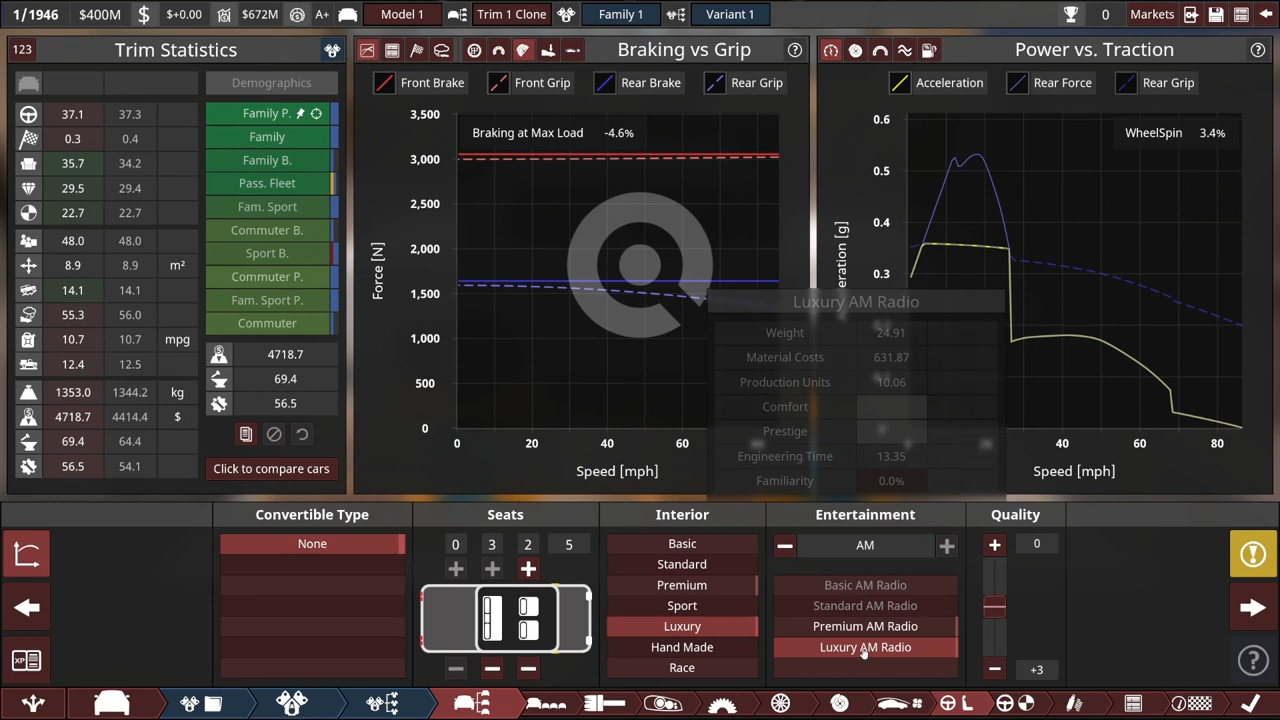 1/1946 $400M $+0.00 $672M A+ Model 1 Trim 1 Clone Family 1 Variant 1 0 Markets
123 Trim Statistics
Demographics
37.1 37.3
0.3 0.4
35.7 34.2
29.5 29.4
22.7 22.7
48.0 48.0
8.9 8.9 m²
14.1 14.1
55.3 56.0
10.7 10.7 mpg
12.4 12.5
1353.0 1344.2 kg
4718.7 4414.4 $
69.4 64.4
56.5 54.1
Family P.
Family
Family B.
Pass. Fleet
Fam. Sport
Commuter B.
Sport B.
Commuter P.
Fam. Sport P.
Commuter
4718.7
69.4
56.5
Click to compare cars
Braking vs Grip ?
Front Brake Front Grip Rear Brake Rear Grip
Braking at Max Load -4.6%
3,500
3,000
2,500
2,000
1,500
1,000
500
0
Force [N]
0 20 40 60
Speed [mph]
Power vs. Traction ?
Acceleration Rear Force Rear Grip
WheelSpin 3.4%
0.6
0.5
0.4
0.3
eration [g]
40 60 80
Speed [mph]
Luxury AM Radio
Weight 24.91
Material Costs 631.87
Production Units 10.06
Comfort
Prestige
Engineering Time 13.35
Familiarity 0.0%
Convertible Type
None
Seats
0 3 2 5
Interior
Basic
Standard
Premium
Sport
Luxury
Hand Made
Race
Entertainment
AM
Basic AM Radio
Standard AM Radio
Premium AM Radio
Luxury AM Radio
Quality
0
+3
XP
?